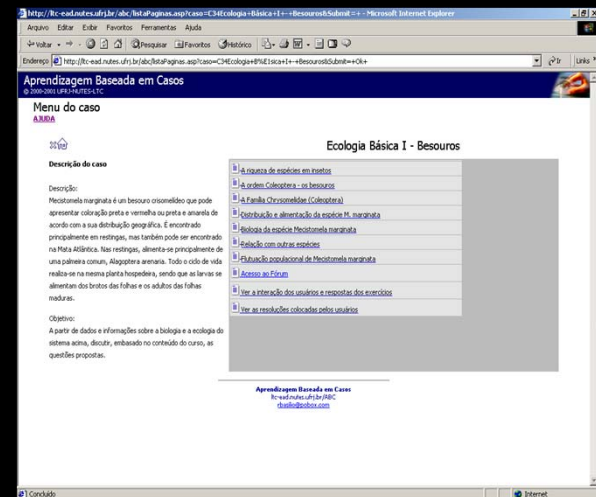 http://ltc-ead.nutes.ufrj.br/abc/listaPaginas.asp?caso=C34Ecologia+Básica+I+-+Besouros&Submit=+ - Microsoft Internet Explorer
Arquivo Editar Exibir Favoritos Ferramentas Ajuda
Voltar Pesquisar Favoritos Histórico
Endereço http://ltc-ead.nutes.ufrj.br/abc/listaPaginas.asp?caso=C34Ecologia+B%E1sica+I+-+Besouros&Submit=+Ok+ Ir Links
Aprendizagem Baseada em Casos
© 2000-2001 UFRJ-NUTES-LTC
Menu do caso
AJUDA
Ecologia Básica I - Besouros
Descrição do caso
Descrição:
Mecistomela marginata é um besouro crisomelídeo que pode
apresentar coloração preta e vermelha ou preta e amarela de
acordo com a sua distribuição geográfica. É encontrado
principalmente em restingas, mas também pode ser encontrado
na Mata Atlântica. Nas restingas, alimenta-se principalmente de
uma palmeira comum, Alagoptera arenaria. Todo o ciclo de vida
realiza-se na mesma planta hospedeira, sendo que as larvas se
alimentam dos brotos das folhas e os adultos das folhas
maduras.
Objetivo:
A partir de dados e informações sobre a biologia e a ecologia do
sistema acima, discutir, embasado no conteúdo do curso, as
questões propostas.
A riqueza de espécies em insetos
A ordem Coleoptera - os besouros
A Família Chrysomelidae (Coleoptera)
Distribuição e alimentação da espécie M. marginata
Biologia da espécie Mecistomela marginata
Relação com outras espécies
Flutuação populacional de Mecistomela marginata
Acesso ao Fórum
Ver a interação dos usuários e respostas dos exercícios
Ver as resoluções colocadas pelos usuários
Aprendizagem Baseada em Casos
ltc-ead.nutes.ufrj.br/ABC
rbasilio@pobox.com
Concluído Internet